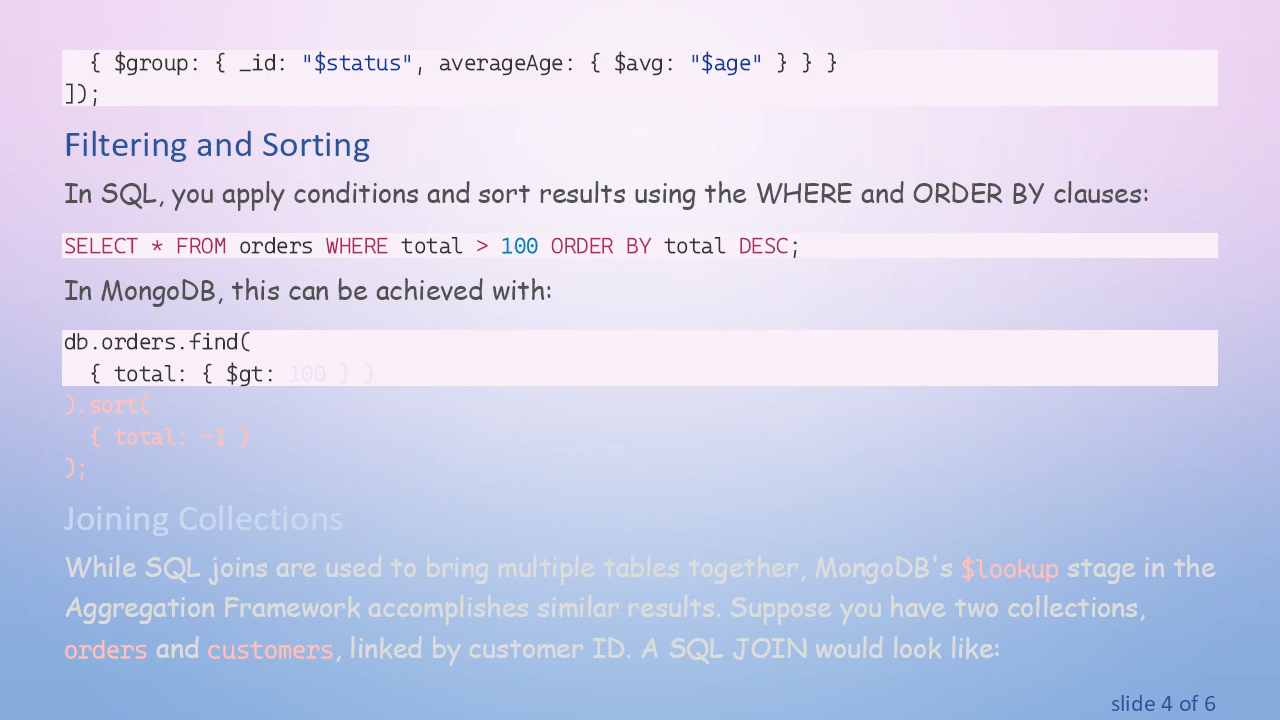 { $group: { _id: "$status", averageAge: { $avg: "$age" } } }
]);
Filtering and Sorting
In SQL, you apply conditions and sort results using the WHERE and ORDER BY clauses:
SELECT * FROM orders WHERE total > 100 ORDER BY total DESC;
In MongoDB, this can be achieved with:
db.orders.find(
  { total: { $gt: 100 } }
).sort(
  { total: -1 }
);
Joining Collections
While SQL joins are used to bring multiple tables together, MongoDB's $lookup stage in the
Aggregation Framework accomplishes similar results. Suppose you have two collections,
orders and customers, linked by customer ID. A SQL JOIN would look like:
slide 4 of 6